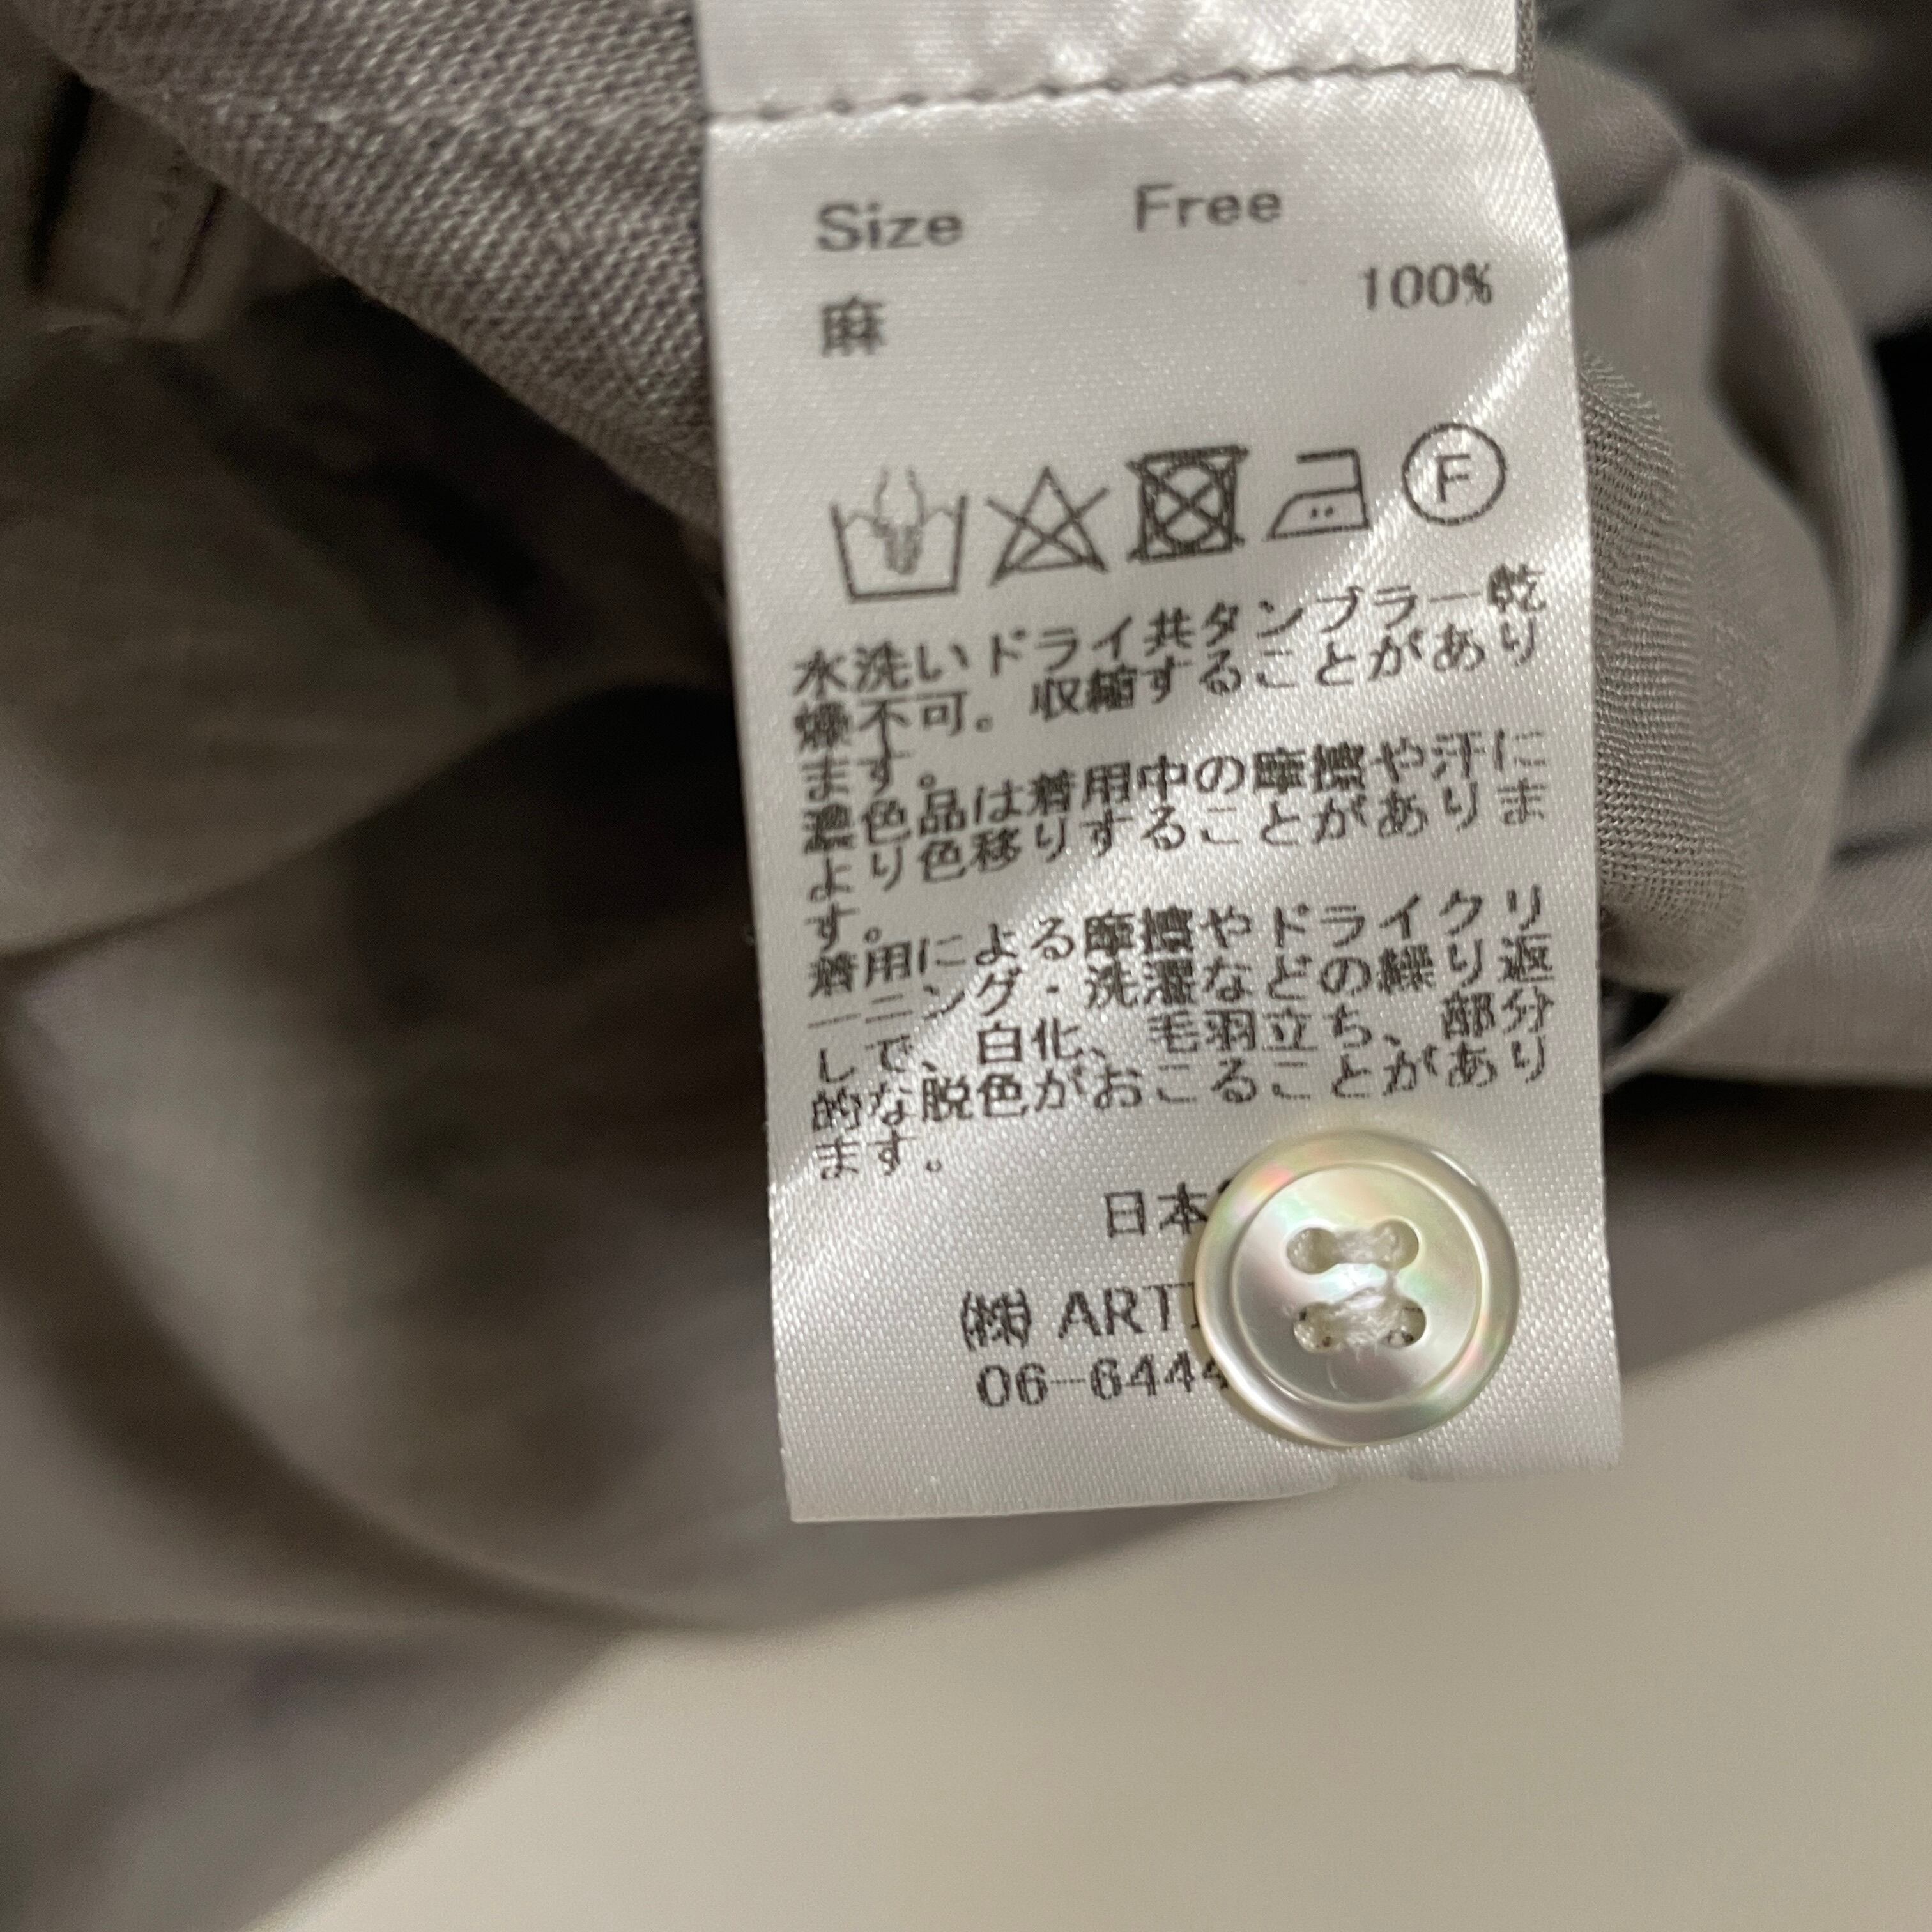 Size Free
麻 100%
F
水洗いドライ共タンブラー乾
燥不可。収縮することがあり
ます。
濃色品は着用中の摩擦や汗に
より色移りすることがありま
す。
着用による摩擦やドライクリ
ーニング・洗濯などの繰り返
しで、白化、毛羽立ち、部分
的な脱色がおこることがあり
ます。
日本
(株) ART
06-6444